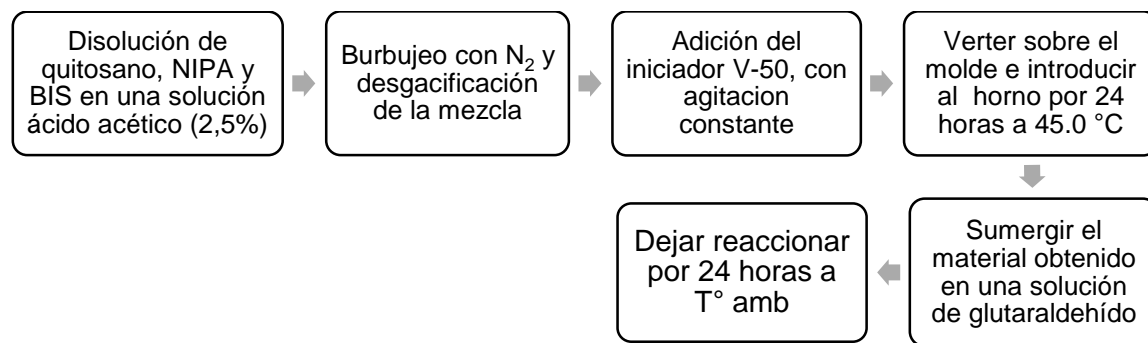 Disolución de
quitosano, NIPA y
BIS en una solución
ácido acético (2,5%)
Burbujeo con N₂ y
desgacificación
de la mezcla
Adición del
iniciador V-50, con
agitacion
constante
Verter sobre el
molde e introducir
al horno por 24
horas a 45.0 °C
Sumergir el
material obtenido
en una solución
de glutaraldehído
Dejar reaccionar
por 24 horas a
T° amb